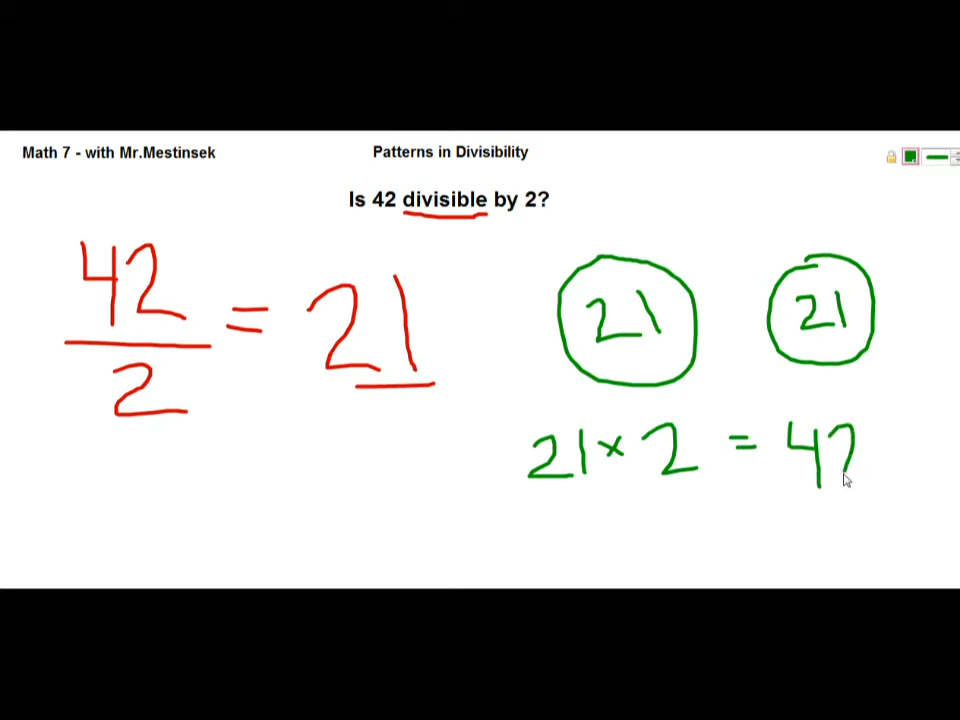 Math 7 - with Mr.Mestinsek
Patterns in Divisibility
Is 42 divisible by 2?
42
2
= 21
21
21
21 × 2 = 42